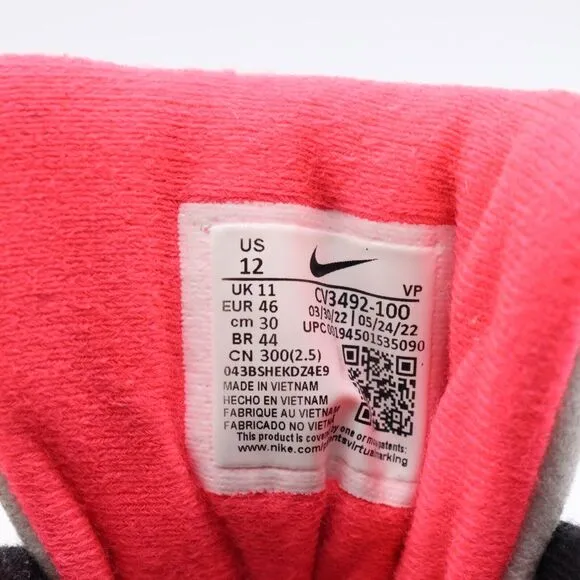 US
12
UK 11
EUR 46
cm 30
BR 44
CN 300(2.5)
043BSHEKDZ4E9
VP
CV3492-100
03/30/22 | 05/24/22
UPC 00194501535090
MADE IN VIETNAM
HECHO EN VIETNAM
FABRIQUE AU VIETNAM
FABRICADO NO VIETNAM
This product is covered by one or more patents:
www.nike.com/patentsvirtualmarking